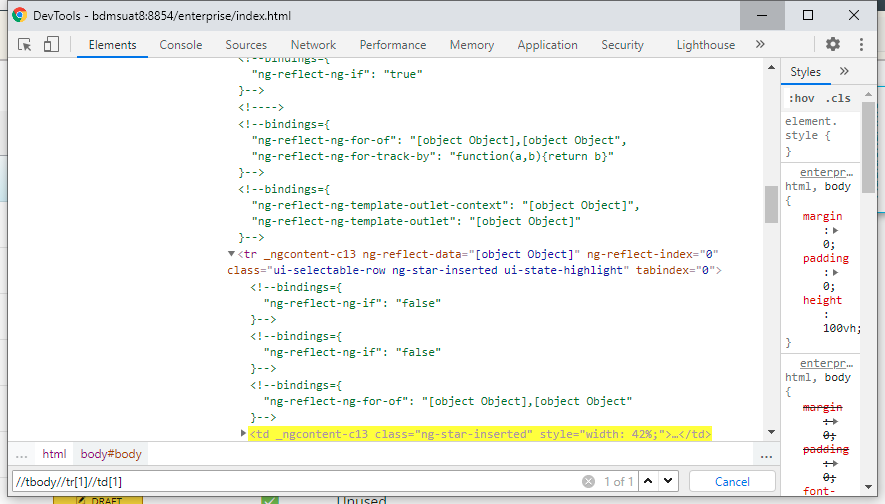 DevTools - bdmsuat8:8854/enterprise/index.html
Elements Console Sources Network Performance Memory Application Security Lighthouse »
<!--bindings={
"ng-reflect-ng-if": "true"
}-->
<!---->
<!--bindings={
"ng-reflect-ng-for-of": "[object Object],[object Object",
"ng-reflect-ng-for-track-by": "function(a,b){return b}"
}-->
<!--bindings={
"ng-reflect-ng-template-outlet-context": "[object Object]",
"ng-reflect-ng-template-outlet": "[object Object]"
}-->
▼<tr _ngcontent-c13 ng-reflect-data="[object Object]" ng-reflect-index="0"
class="ui-selectable-row ng-star-inserted ui-state-highlight" tabindex="0">
<!--bindings={
"ng-reflect-ng-if": "false"
}-->
<!--bindings={
"ng-reflect-ng-if": "false"
}-->
<!--bindings={
"ng-reflect-ng-for-of": "[object Object],[object Object"
}-->
▶<td _ngcontent-c13 class="ng-star-inserted" style="width: 42%;">…</td>
... html body#body ...
//tbody//tr[1]//td[1] 1 of 1 Cancel
Styles »
:hov .cls
element.
style {
}
enterpr…
html, body
{
margin
:▶
0;
padding
:▶
0;
height
:
100vh;
}
enterpr…
html, body
{
margin
:▶
0;
padding
:▶
0;
font-
DRAFT Unused